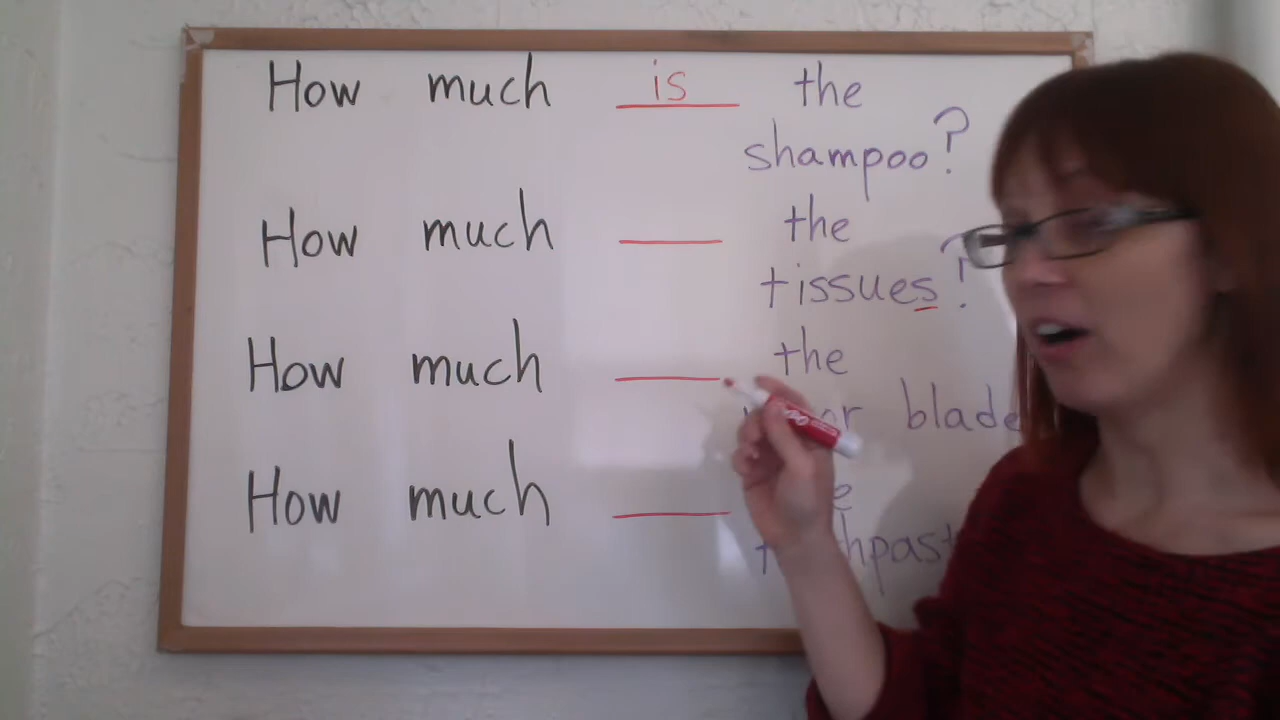 How much is the
shampoo?
How much ___ the
tissues?
How much ___ the
blade
How much ___